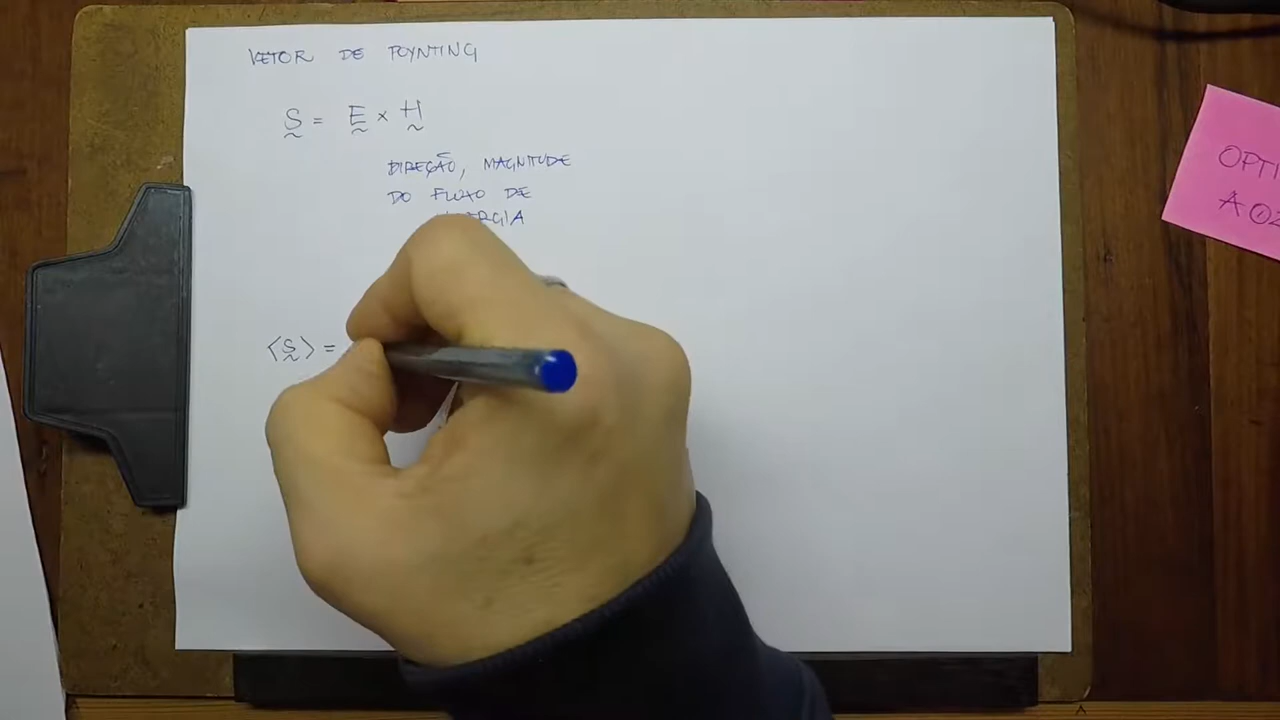 VETOR DE POYNTING
S = E × H
DIREÇÃO, MAGNITUDE
DO FLUXO DE
⟨S⟩ =